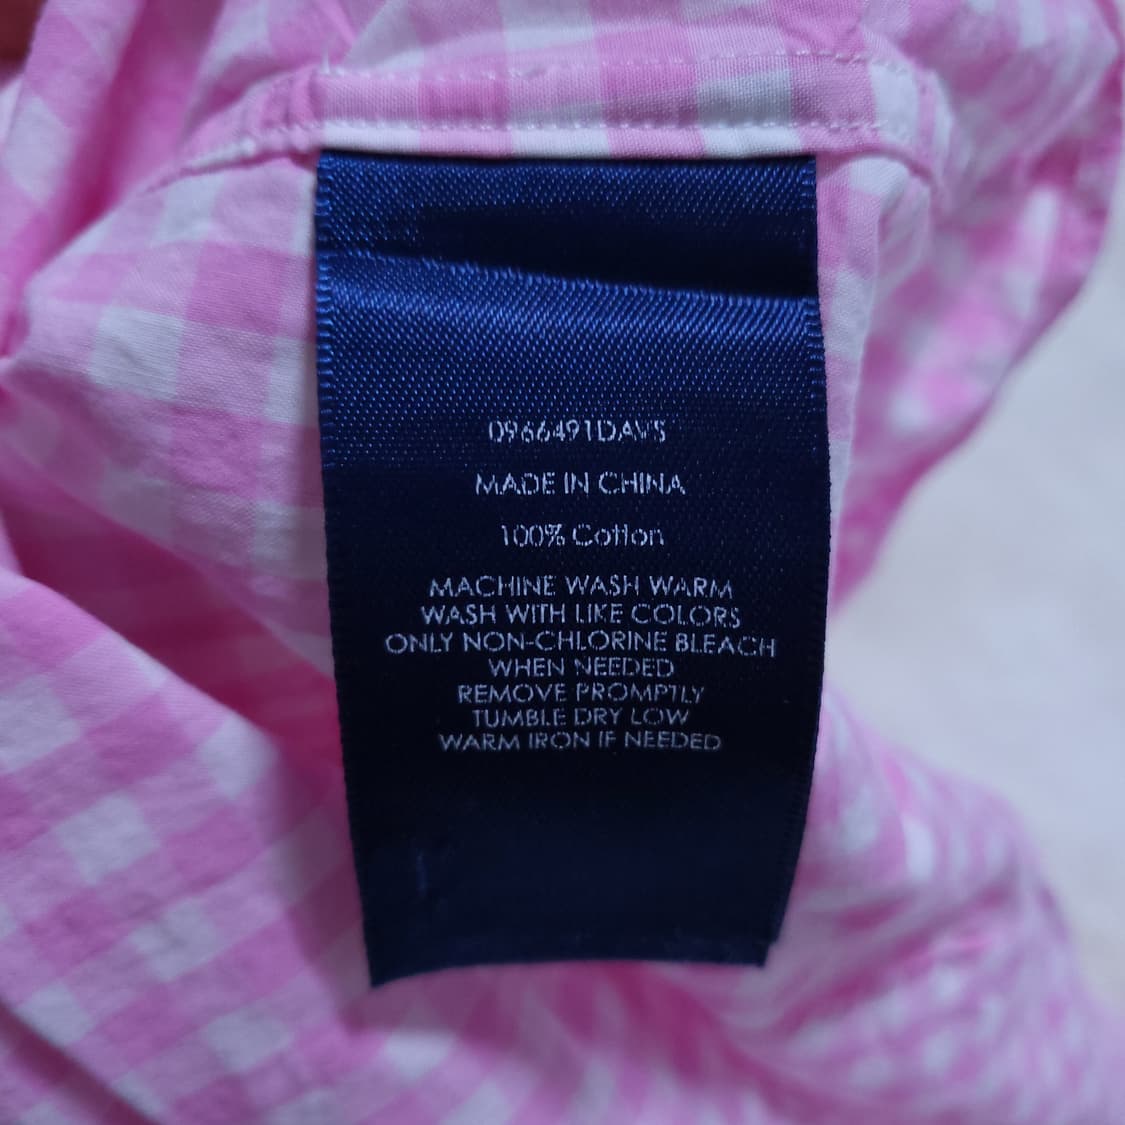 0966491DAVS
MADE IN CHINA
100% Cotton
MACHINE WASH WARM
WASH WITH LIKE COLORS
ONLY NON-CHLORINE BLEACH
WHEN NEEDED
REMOVE PROMPTLY
TUMBLE DRY LOW
WARM IRON IF NEEDED